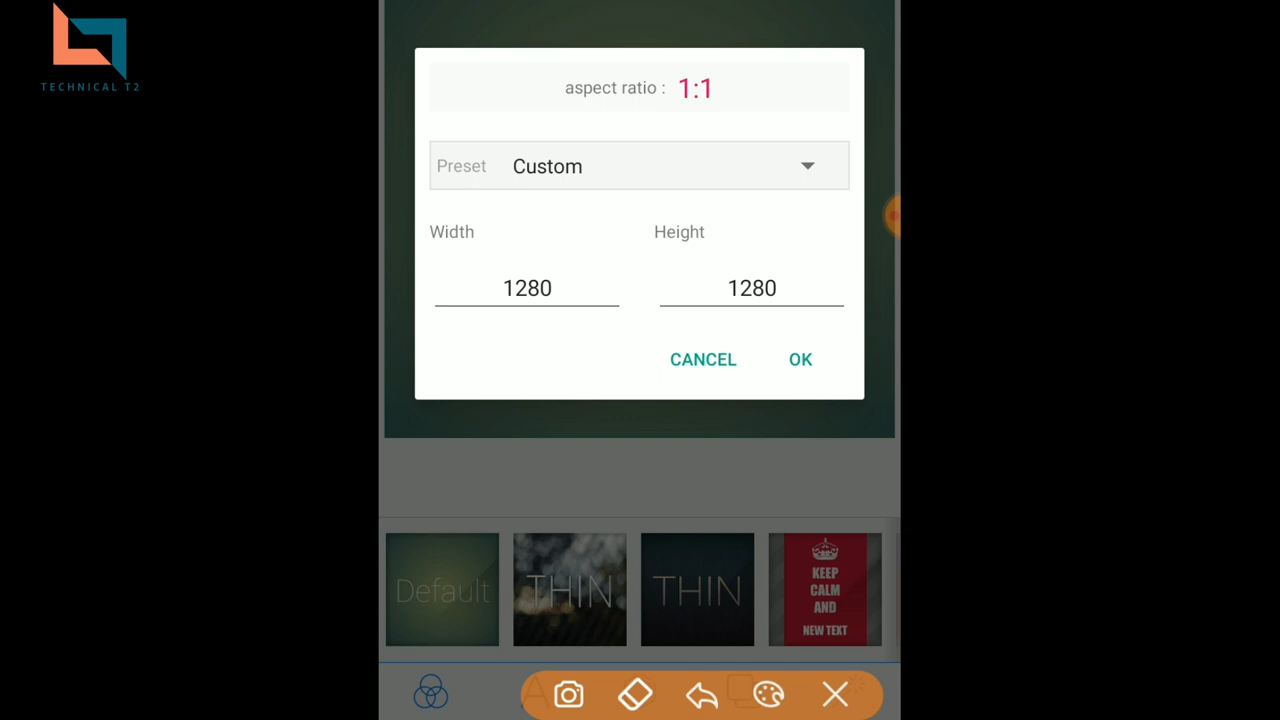 TECHNICAL T2
aspect ratio : 1:1
Preset Custom
Width Height
1280 1280
CANCEL OK
Default THIN THIN KEEP
CALM
AND
NEW TEXT
A